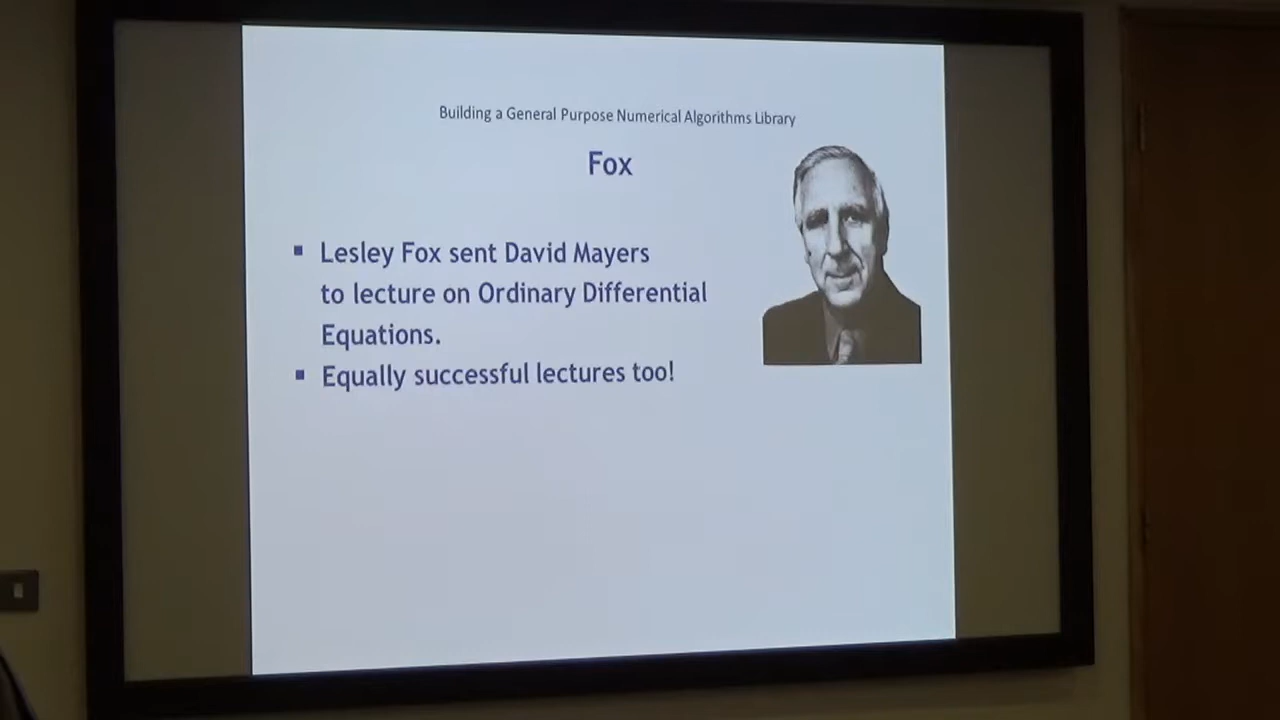 Building a General Purpose Numerical Algorithms Library
Fox
▪ Lesley Fox sent David Mayers
to lecture on Ordinary Differential
Equations.
▪ Equally successful lectures too!